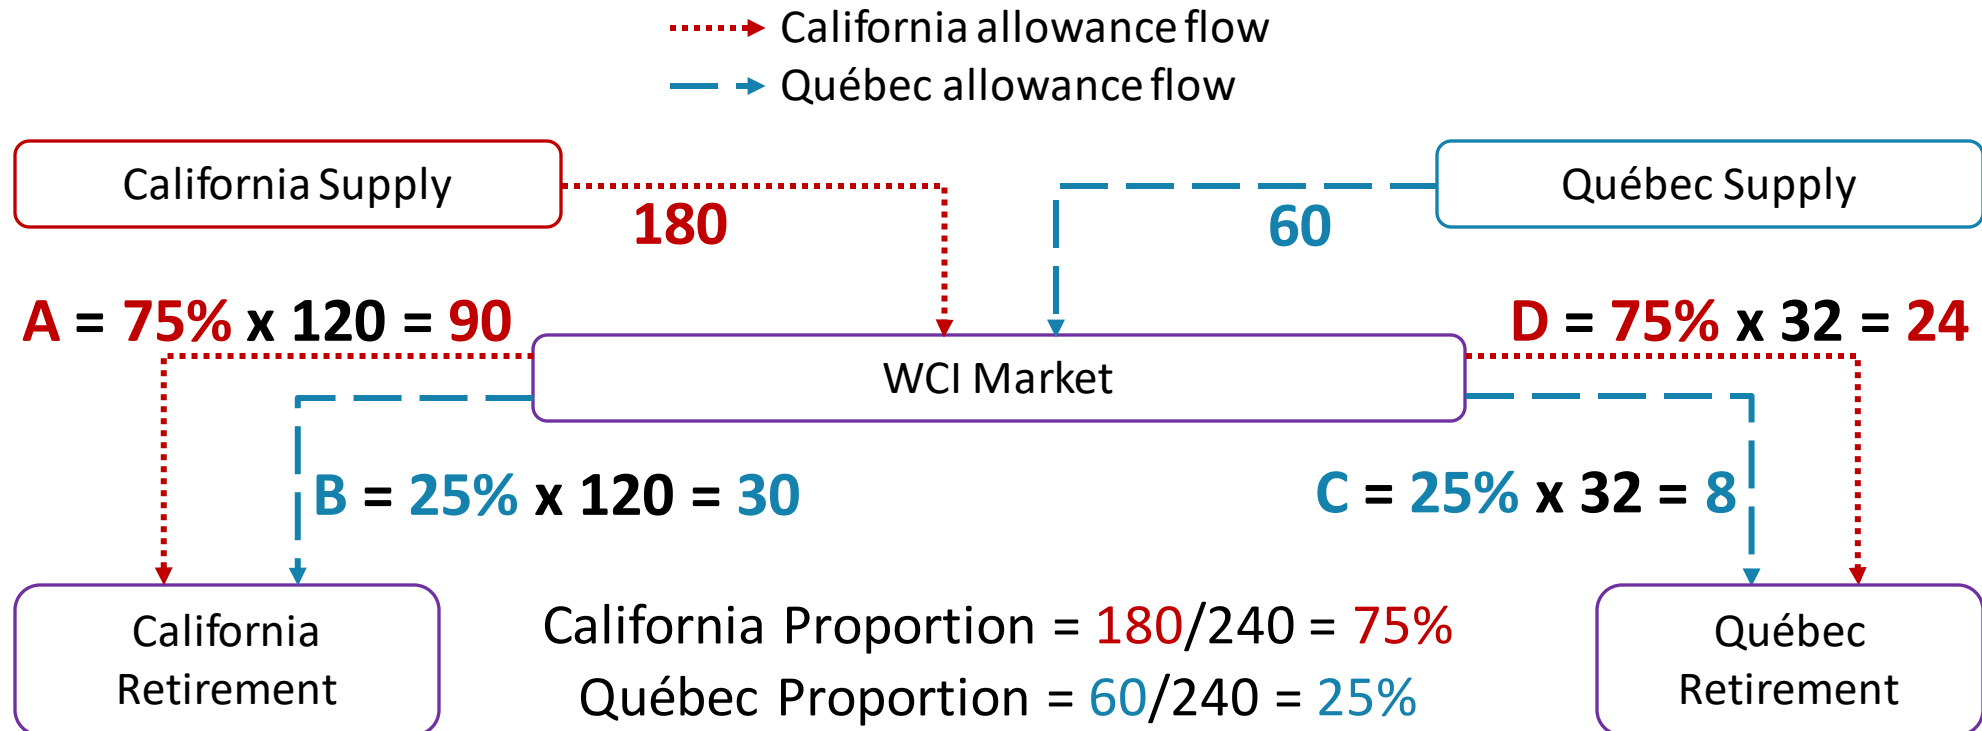 California allowance flow
Québec allowance flow
California Supply
Québec Supply
180
60
A = 75% x 120 = 90
D = 75% x 32 = 24
WCI Market
B = 25% x 120 = 30
C = 25% x 32 = 8
California
Retirement
California Proportion = 180/240 = 75%
Québec Proportion = 60/240 = 25%
Québec
Retirement